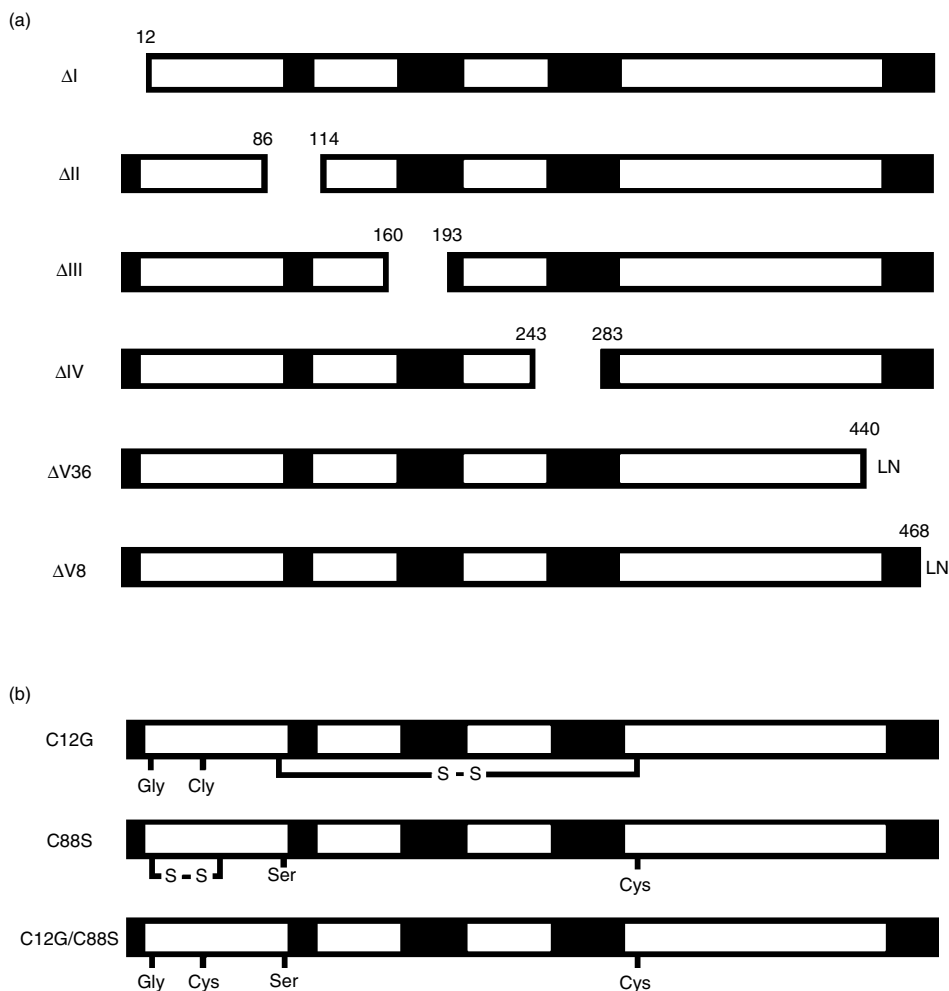 (a)
12
ΔI
86 114
ΔII
160 193
ΔIII
243 283
ΔIV
440
ΔV36 LN
468
ΔV8 LN
(b)
C12G
S S
Gly Cly
C88S
S S Ser Cys
C12G/C88S
Gly Cys Ser Cys